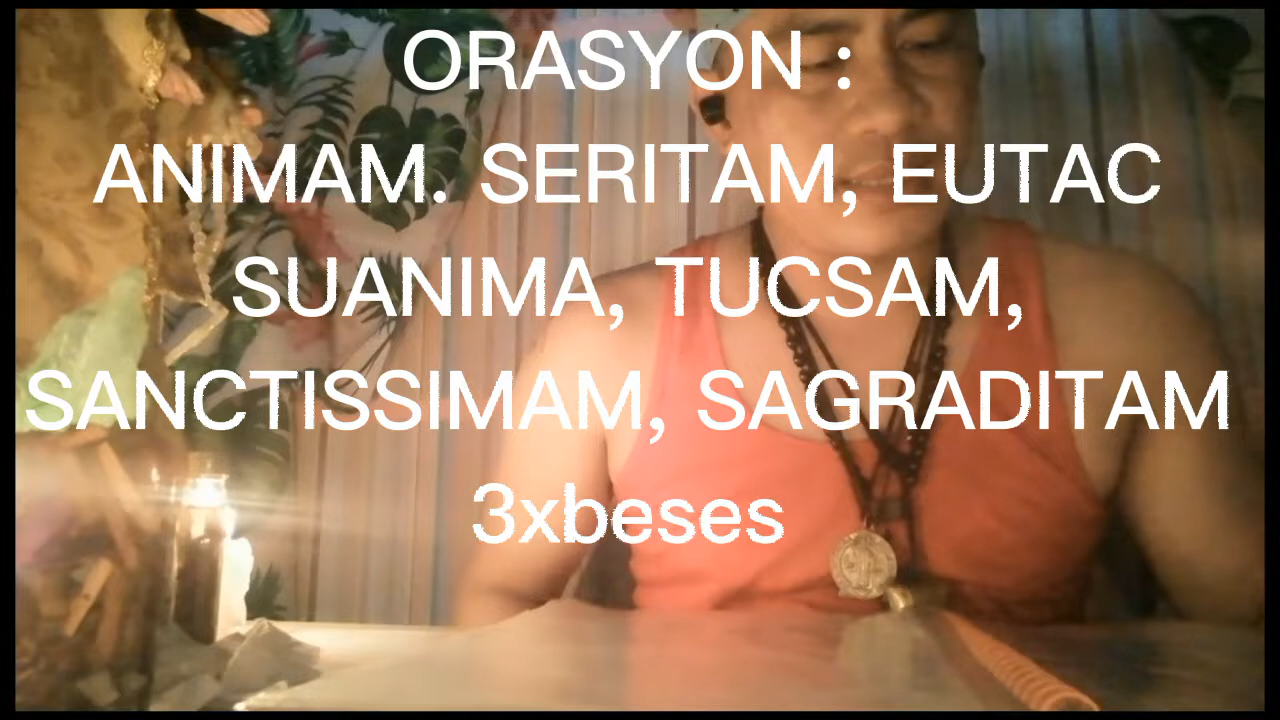 ORASYON :
ANIMAM. SERITAM, EUTAC
SUANIMA, TUCSAM,
SANCTISSIMAM, SAGRADITAM
3xbeses